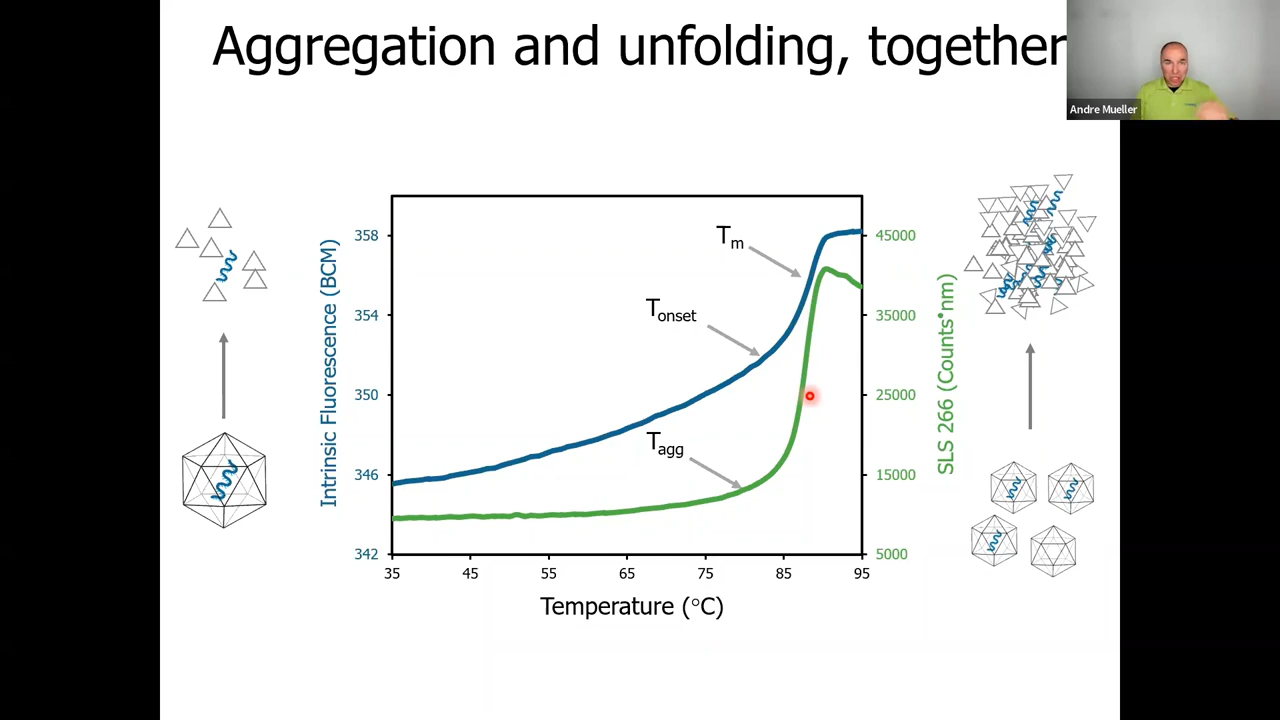 Aggregation and unfolding, together
Andre Mueller
Intrinsic Fluorescence (BCM)
358
354
350
346
342
Tm
Tonset
Tagg
45000
35000
25000
15000
5000
SLS 266 (Counts•nm)
35 45 55 65 75 85 95
Temperature (°C)